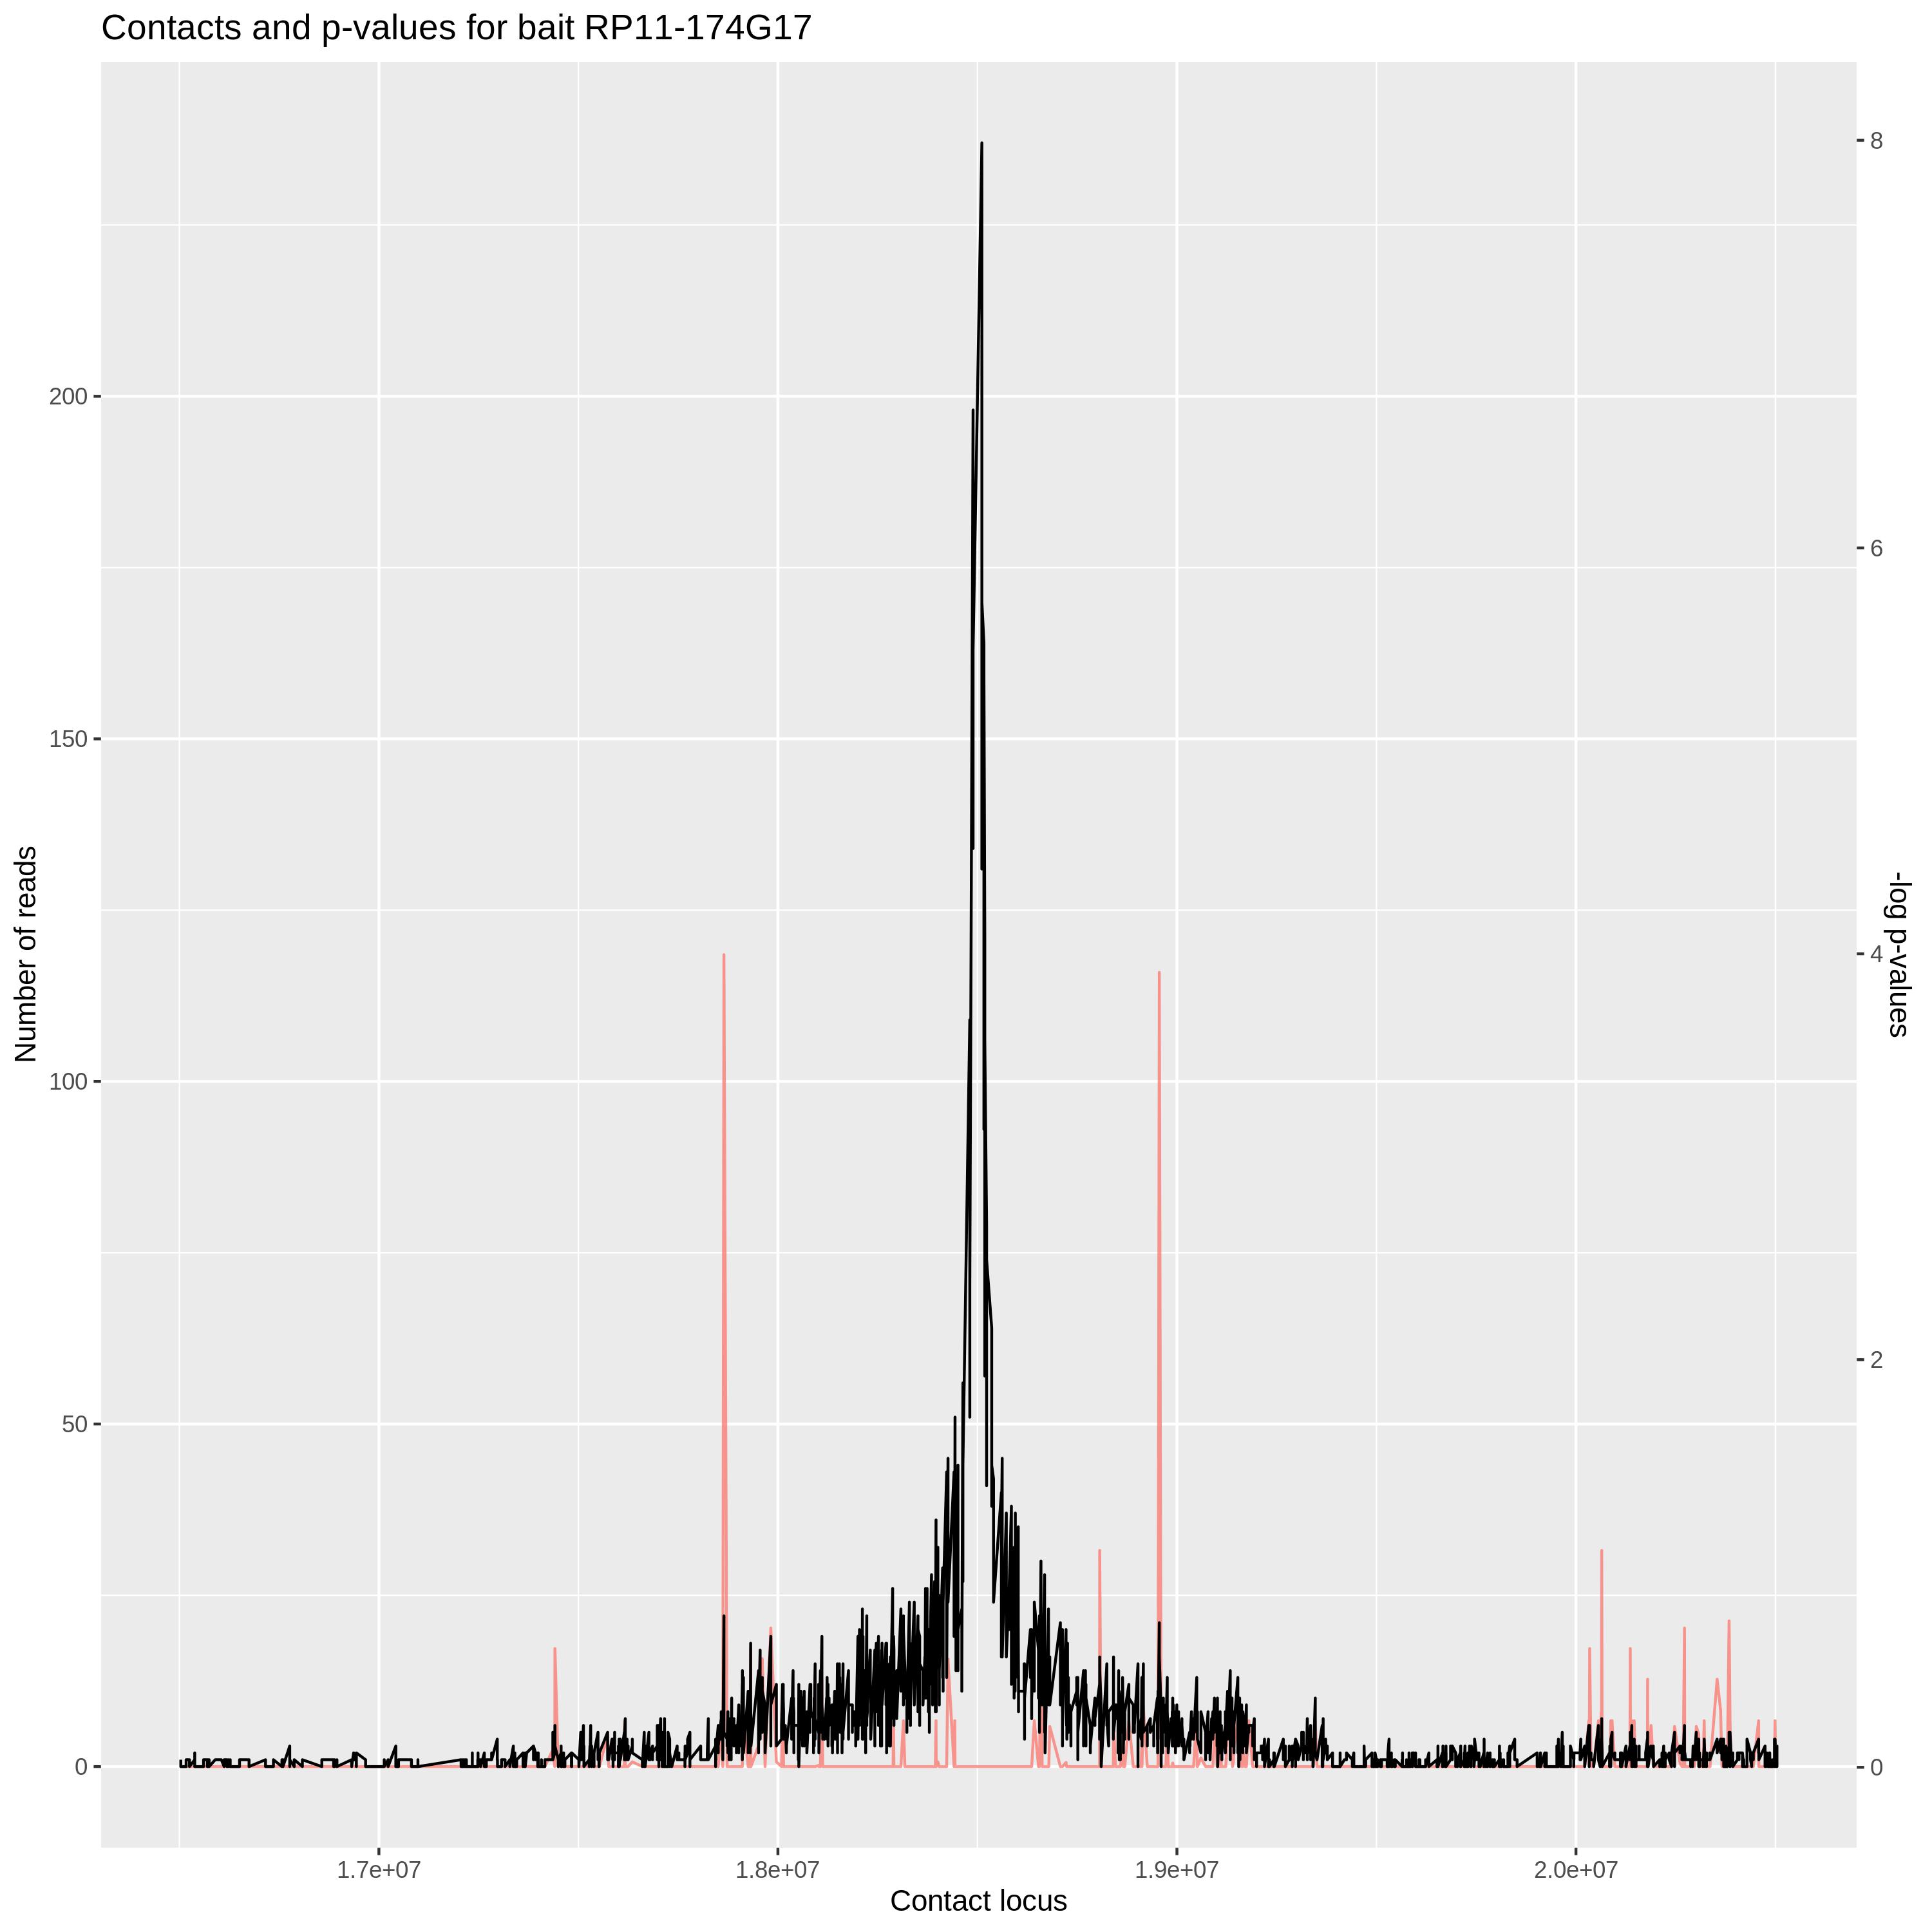 Contacts and p-values for bait RP11-174G17
Number of reads
200
150
100
50
0
8
6
4
2
0
-log p-values
1.7e+07
1.8e+07
1.9e+07
2.0e+07
Contact locus